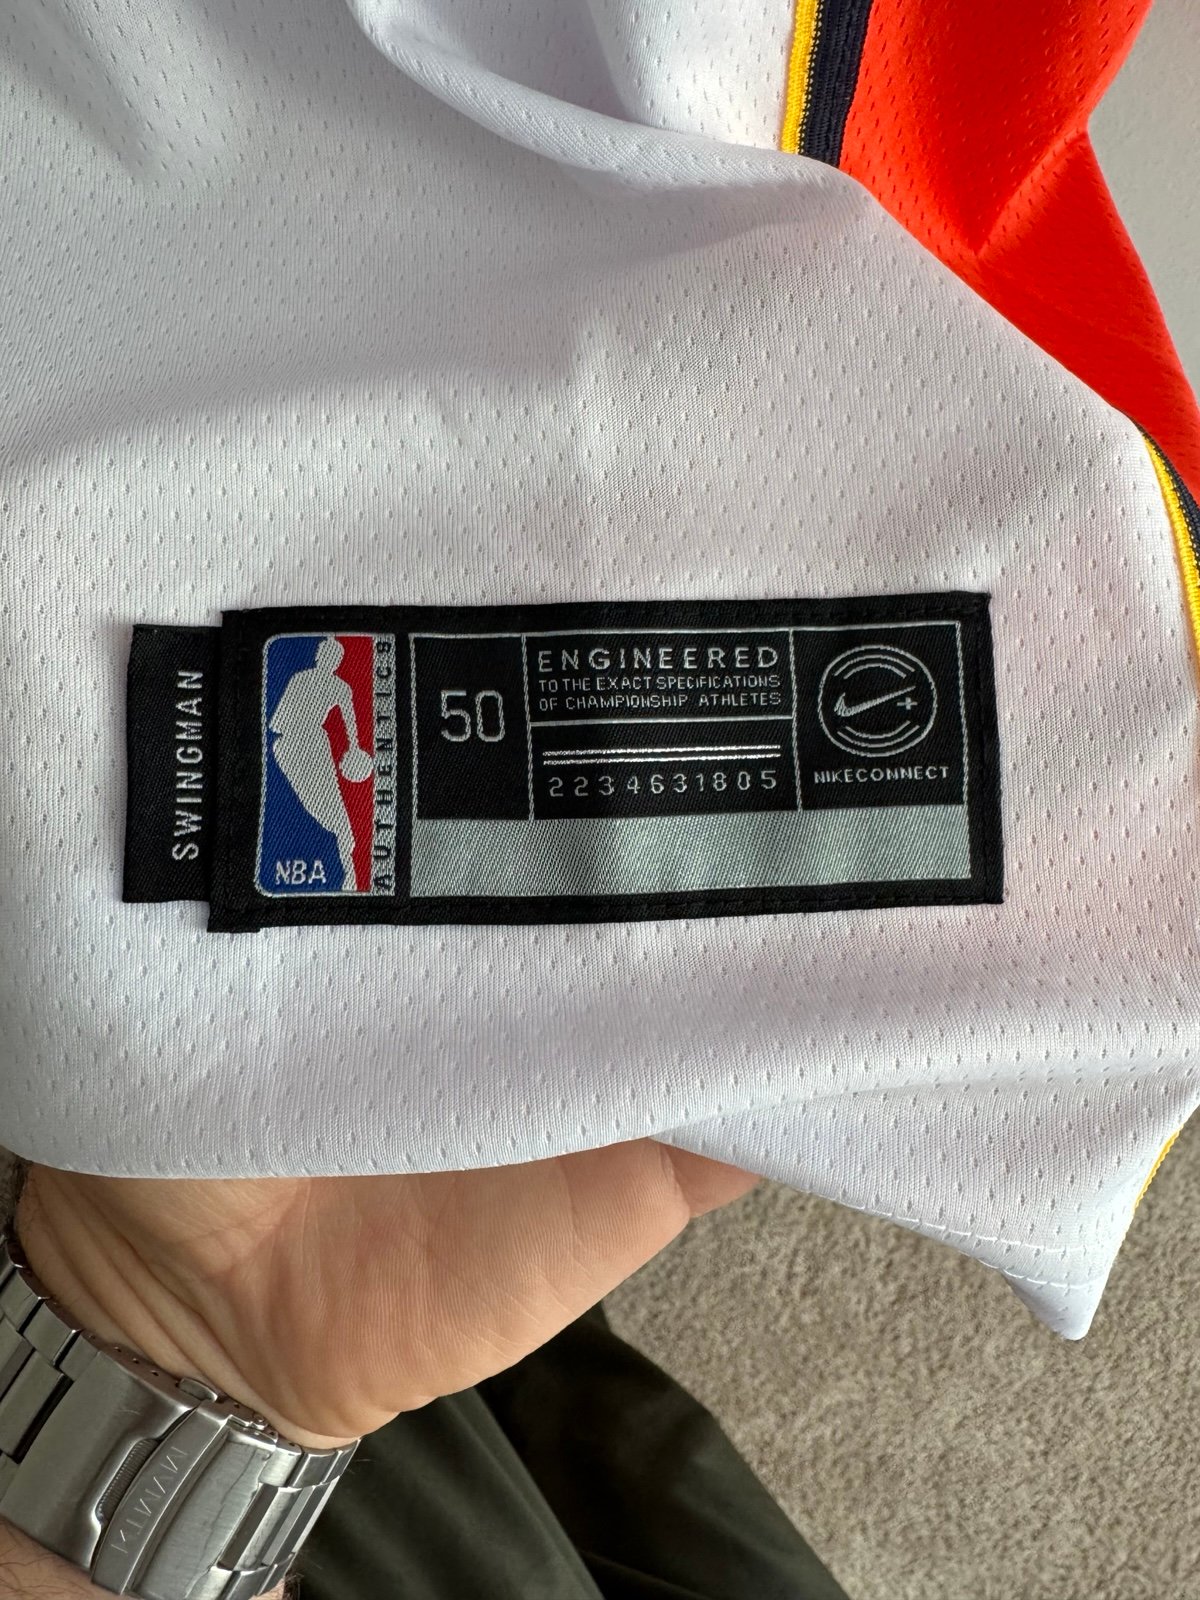 SWINGMAN
NBA
AUTHENTICS
50
ENGINEERED
TO THE EXACT SPECIFICATIONS
OF CHAMPIONSHIP ATHLETES
2234631805
NIKECONNECT